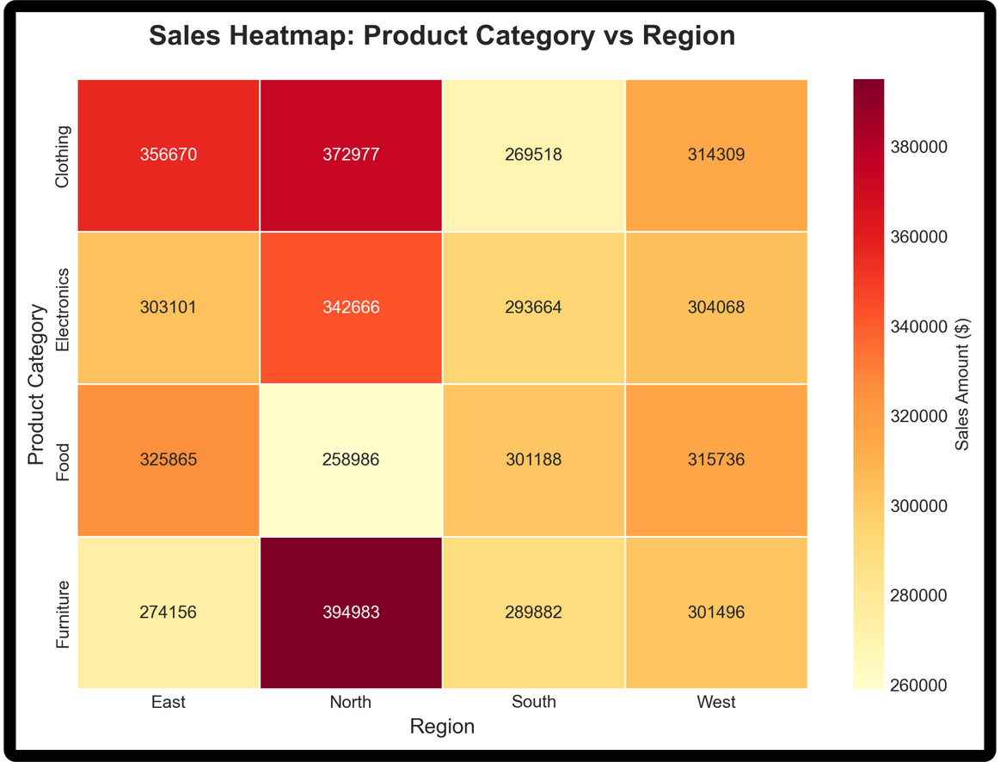 Sales Heatmap: Product Category vs Region
Product Category
Clothing
356670 372977 269518 314309
Electronics
303101 342666 293664 304068
Food
325865 258986 301188 315736
Furniture
274156 394983 289882 301496
East North South West
Region
380000
360000
340000
320000
300000
280000
260000
Sales Amount ($)